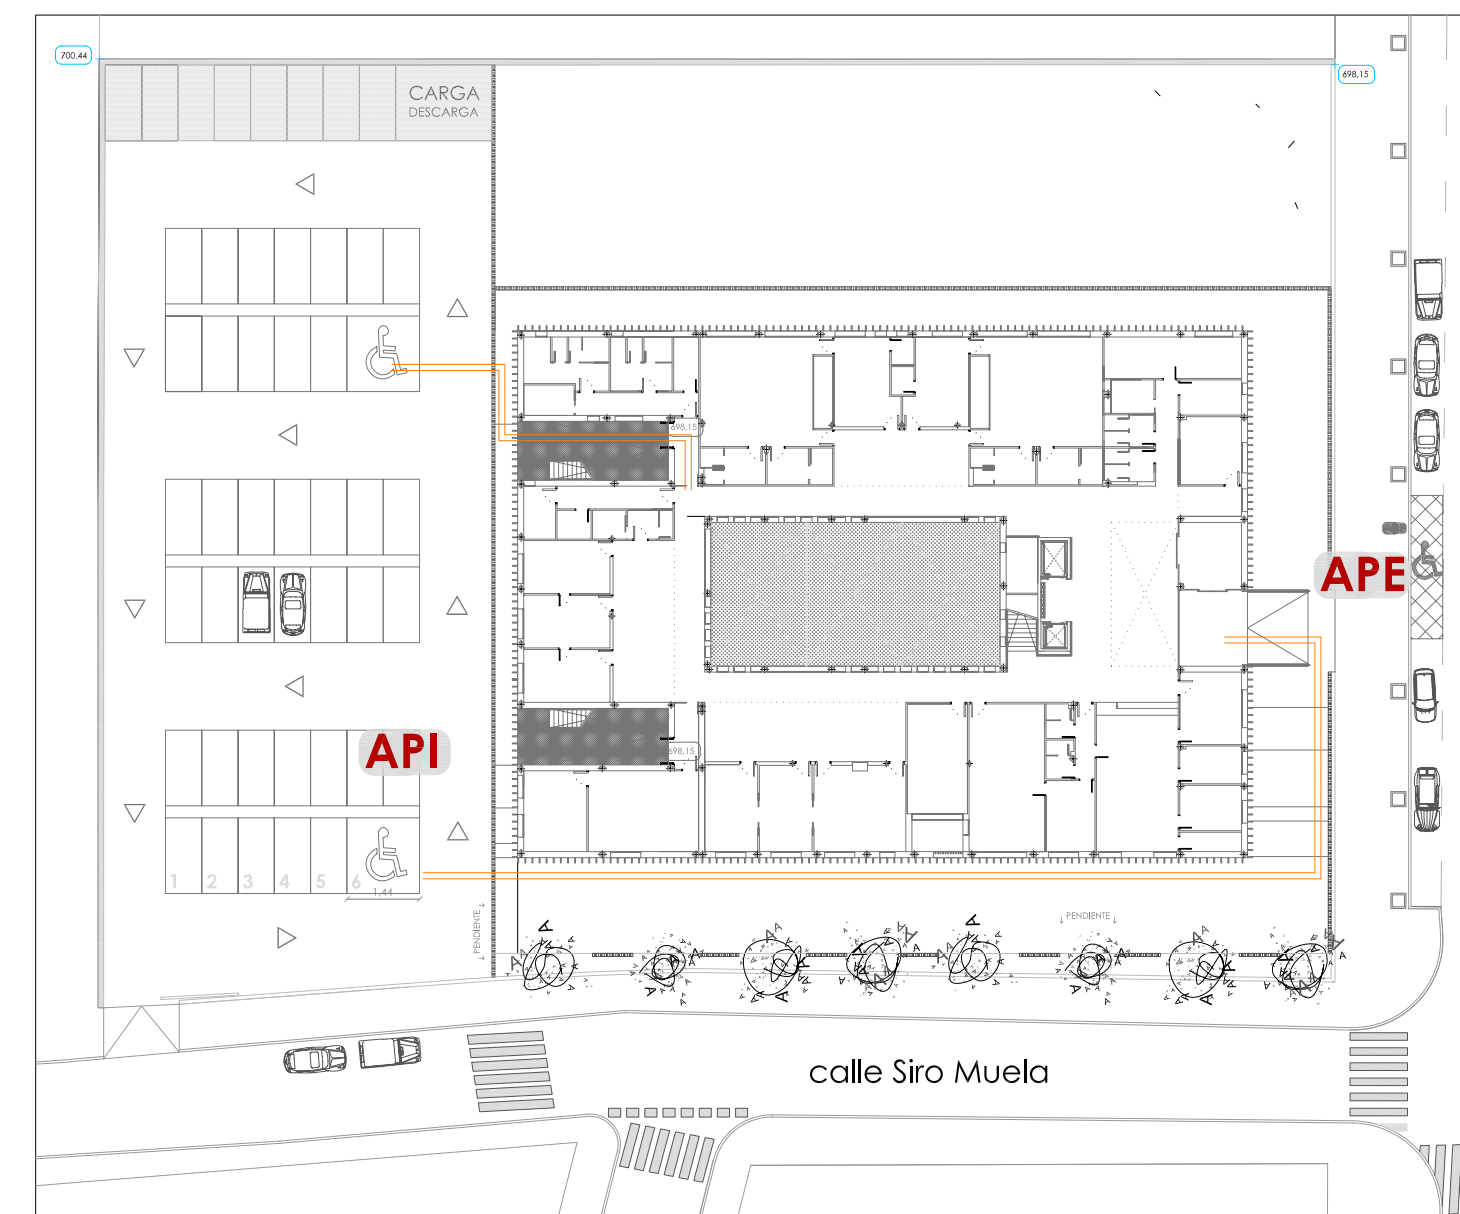 700.44
698,15
CARGA
DESCARGA
698,15
APE
API
698.15
1 2 3 4 5 6
1,44
PENDIENTE
PENDIENTE
calle Siro Muela